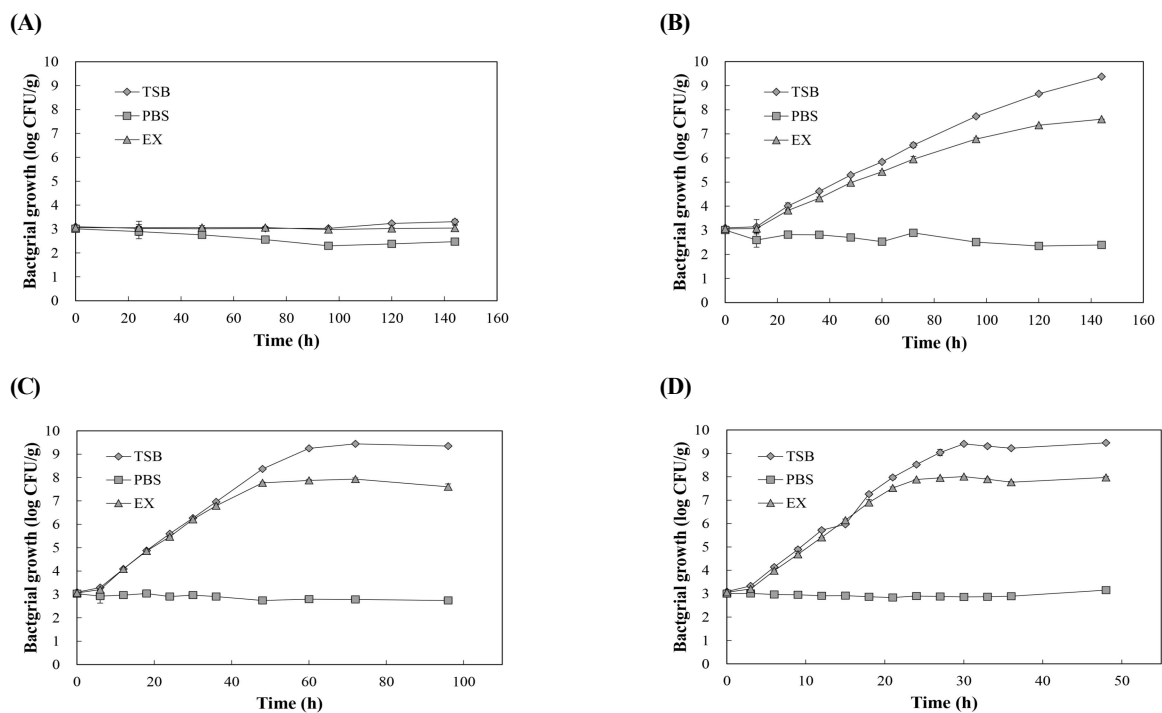 (A)
Bactgrial growth (log CFU/g)
10
9
8
7
6
5
4
3
2
1
0
TSB
PBS
EX
0 20 40 60 80 100 120 140 160
Time (h)
(B)
Bactgrial growth (log CFU/g)
10
9
8
7
6
5
4
3
2
1
0
TSB
PBS
EX
0 20 40 60 80 100 120 140 160
Time (h)
(C)
Bactgrial growth (log CFU/g)
10
9
8
7
6
5
4
3
2
1
0
TSB
PBS
EX
0 20 40 60 80 100
Time (h)
(D)
Bactgrial growth (log CFU/g)
10
9
8
7
6
5
4
3
2
1
0
TSB
PBS
EX
0 10 20 30 40 50
Time (h)